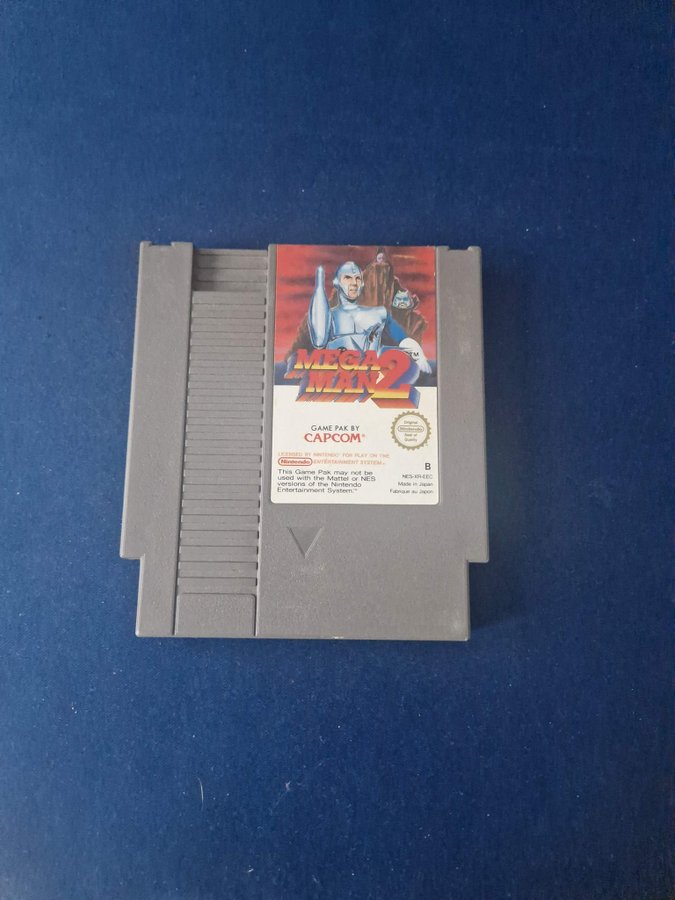 MEGA
MAN 2 ™
GAME PAK BY
CAPCOM®
Original
Nintendo
Seal of
Quality
LICENSED BY NINTENDO FOR PLAY ON THE
Nintendo ENTERTAINMENT SYSTEM.
B
This Game Pak may not be
used with the Mattel or NES
versions of the Nintendo
Entertainment System.™
NES-XR-EEC
Made in Japan
Fabriqué au Japon